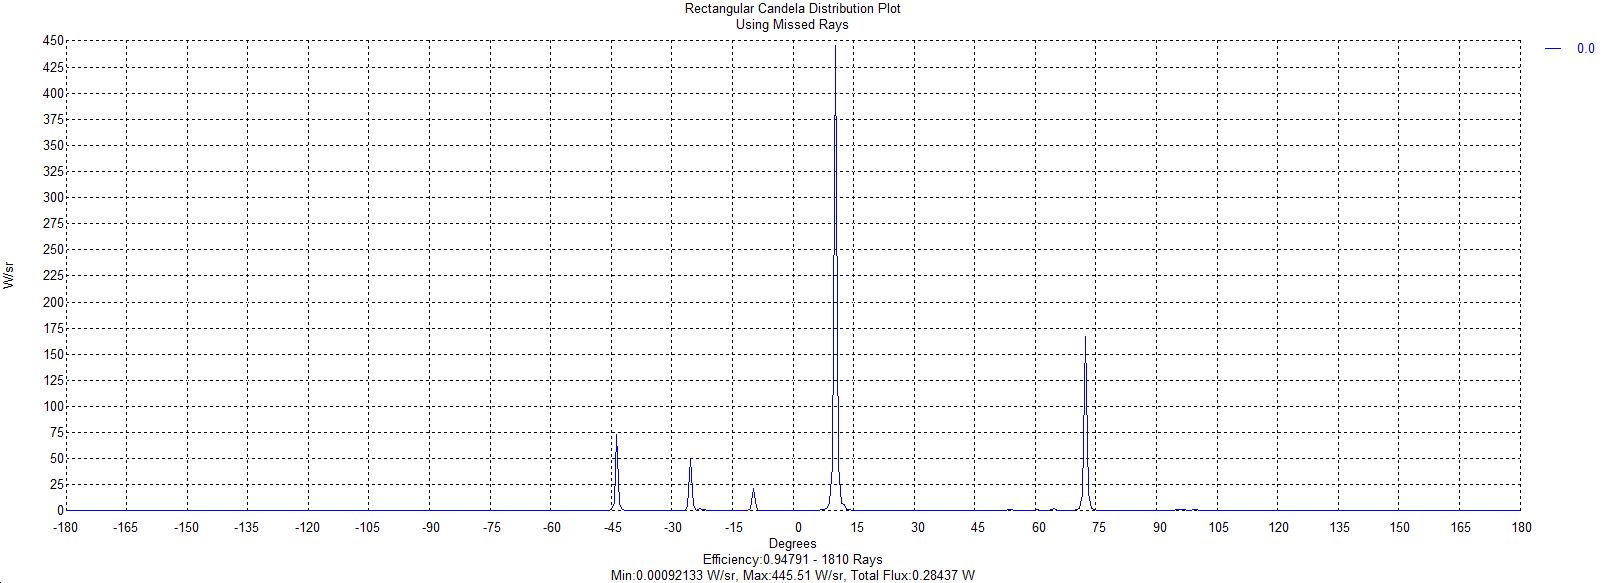 Rectangular Candela Distribution Plot
Using Missed Rays
0.0
450
425
400
375
350
325
300
275
250
225
200
175
150
125
100
75
50
25
0
W/sr
-180 -165 -150 -135 -120 -105 -90 -75 -60 -45 -30 -15 0 15 30 45 60 75 90 105 120 135 150 165 180
Degrees
Efficiency:0.94791 - 1810 Rays
Min:0.00092133 W/sr, Max:445.51 W/sr, Total Flux:0.28437 W